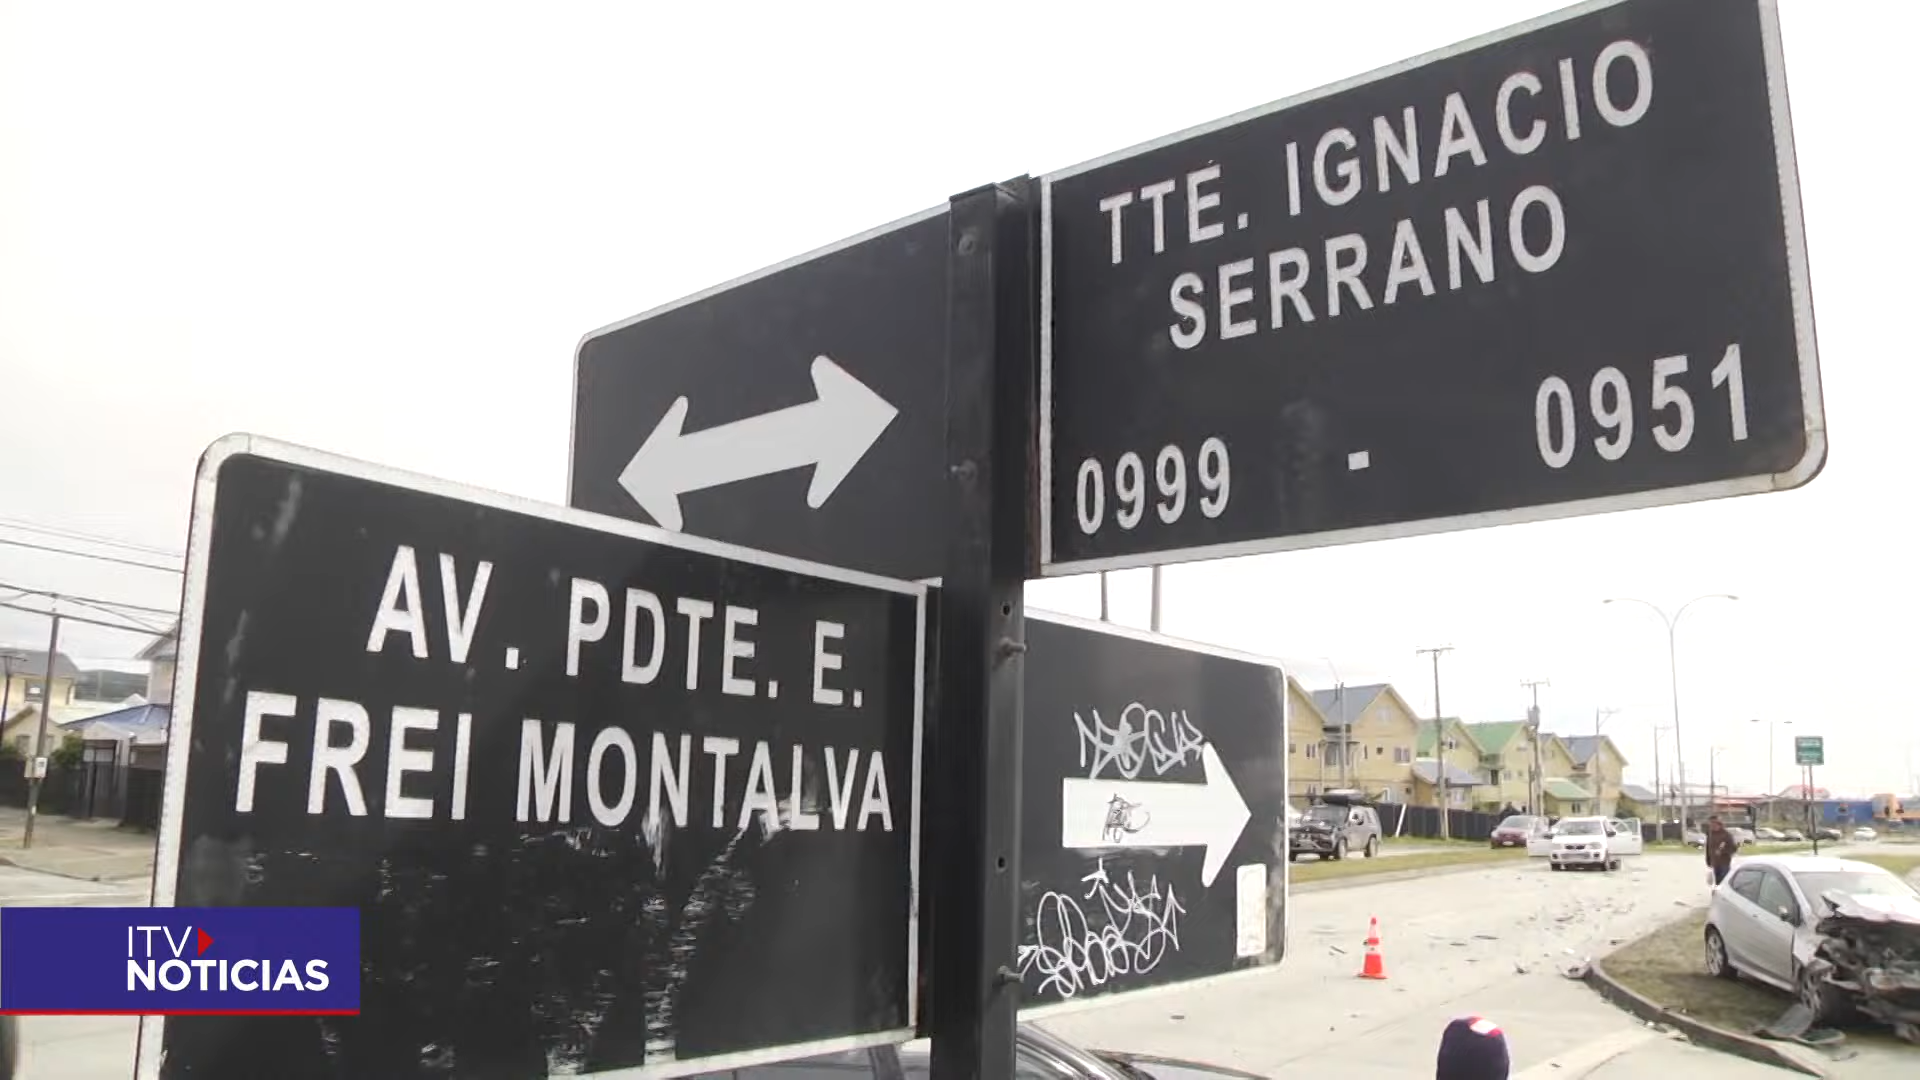 TTE. IGNACIO
SERRANO
0999 - 0951
AV. PDTE. E.
FREI MONTALVA
ITV
NOTICIAS